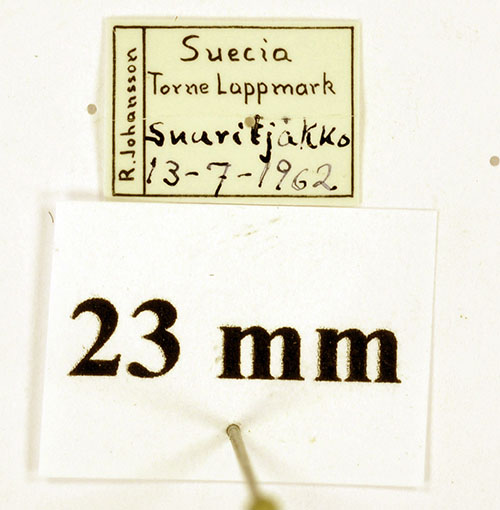 R. Johansson
Suecia
Torne Lappmark
Snuritjåkko
13-7-1962
23 mm